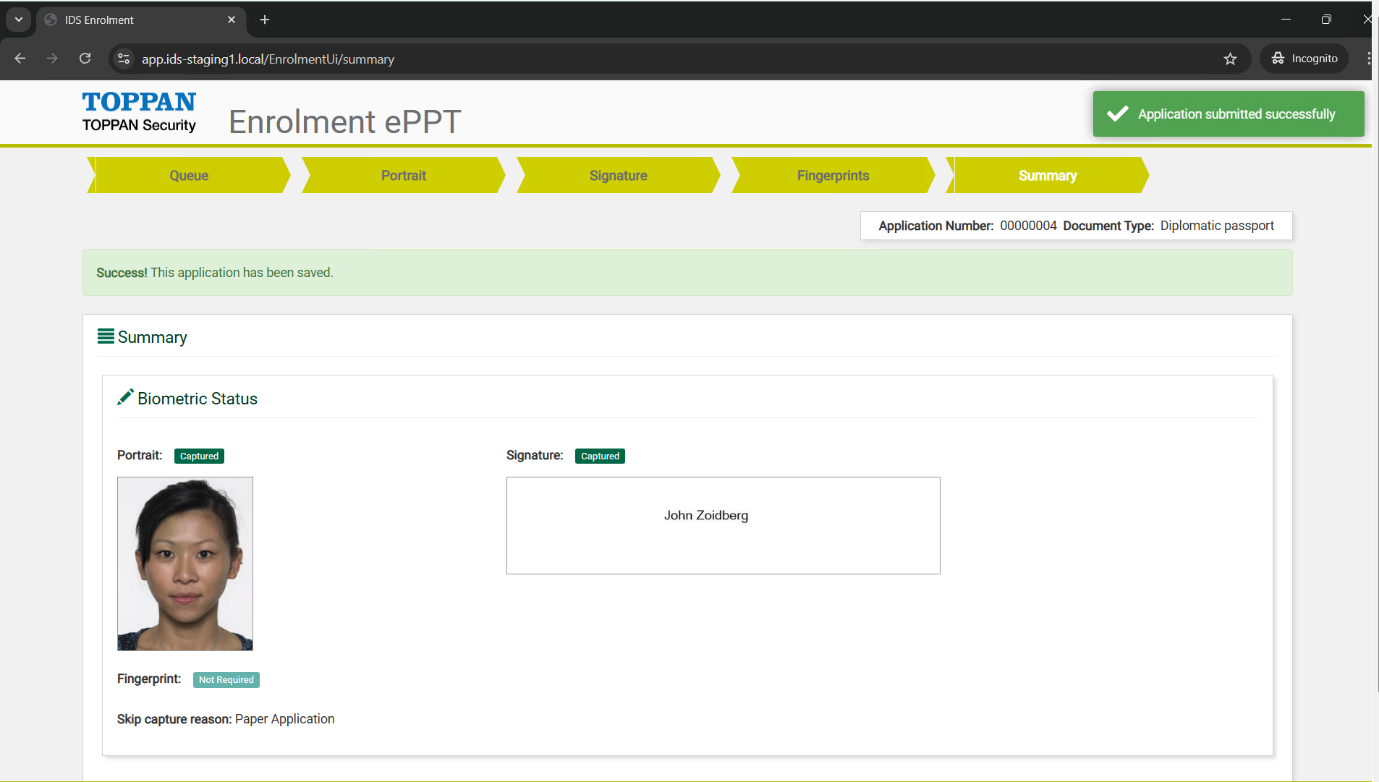 IDS Enrolment
app.ids-staging1.local/EnrolmentUi/summary
Incognito
TOPPAN
TOPPAN Security
Enrolment ePPT
Application submitted successfully
Queue
Portrait
Signature
Fingerprints
Summary
Application Number: 00000004 Document Type: Diplomatic passport
Success! This application has been saved.
Summary
Biometric Status
Portrait: Captured
Signature: Captured
John Zoidberg
Fingerprint: Not Required
Skip capture reason: Paper Application